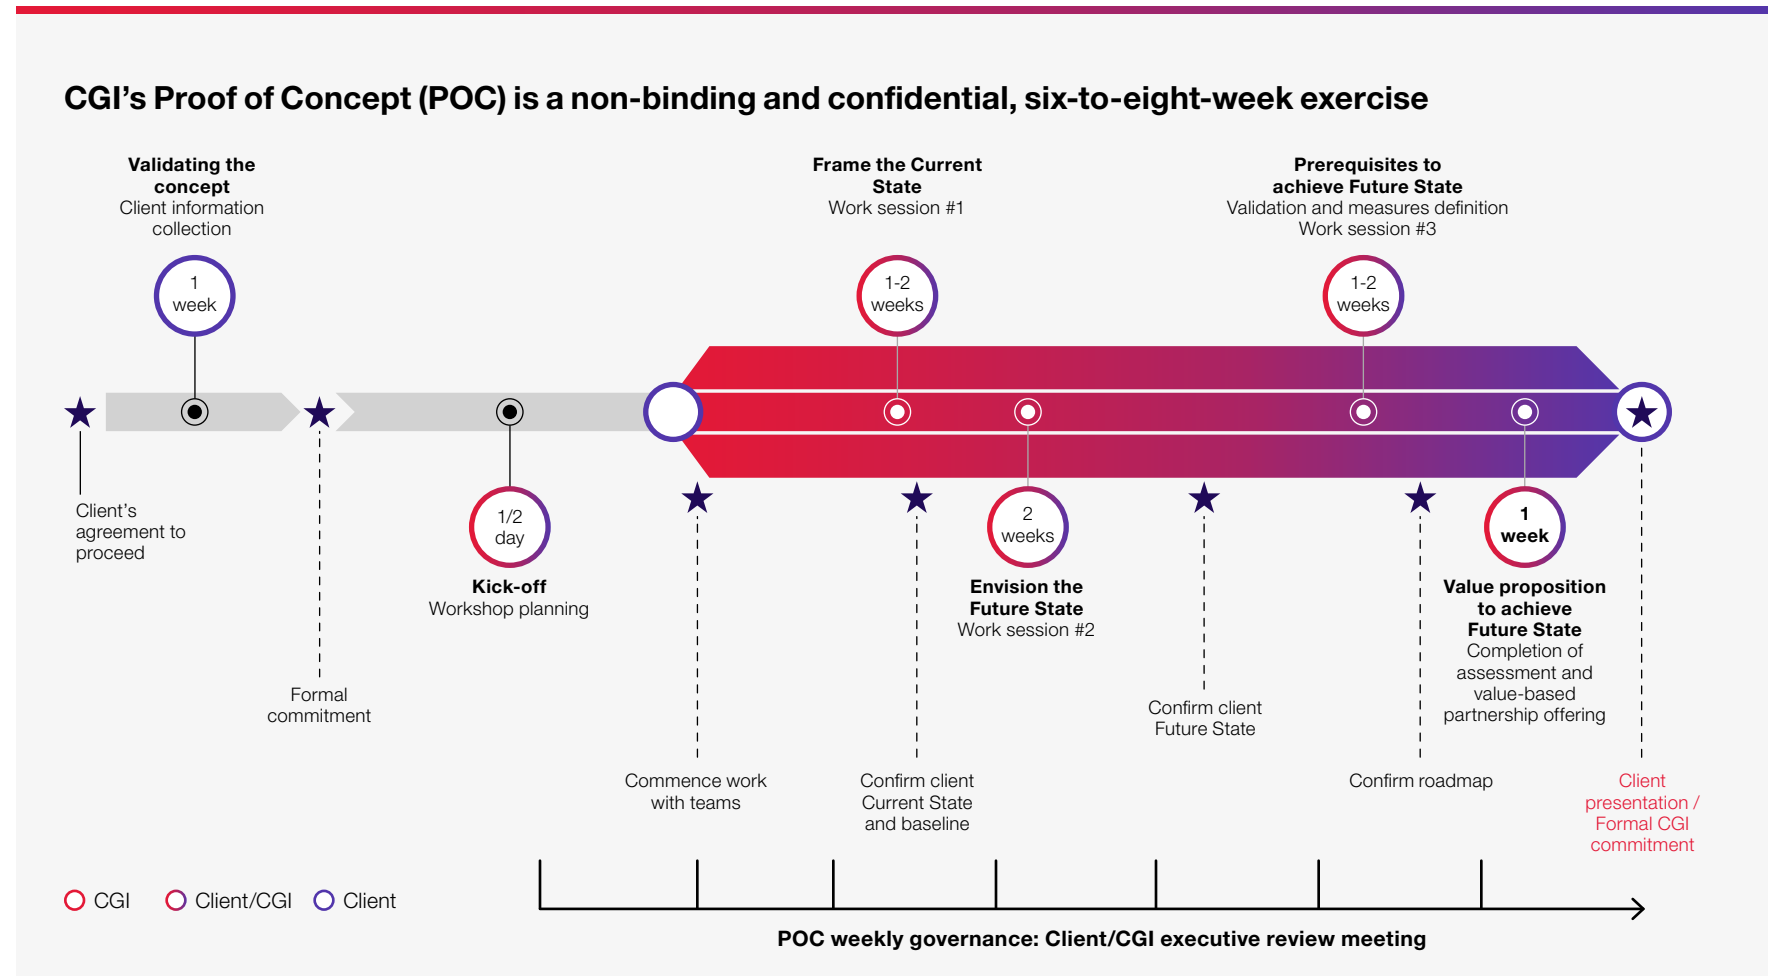 CGI’s Proof of Concept (POC) is a non-binding and confidential, six-to-eight-week exercise
Validating the
concept
Client information
collection
1
week
Frame the Current
State
Work session #1
1-2
weeks
Prerequisites to
achieve Future State
Validation and measures definition
Work session #3
1-2
weeks
Client’s
agreement to
proceed
Formal
commitment
1/2
day
Kick-off
Workshop planning
Commence work
with teams
Confirm client
Current State
and baseline
2
weeks
Envision the
Future State
Work session #2
Confirm client
Future State
Confirm roadmap
1
week
Value proposition
to achieve
Future State
Completion of
assessment and
value-based
partnership offering
Client
presentation /
Formal CGI
commitment
CGI
Client/CGI
Client
POC weekly governance: Client/CGI executive review meeting